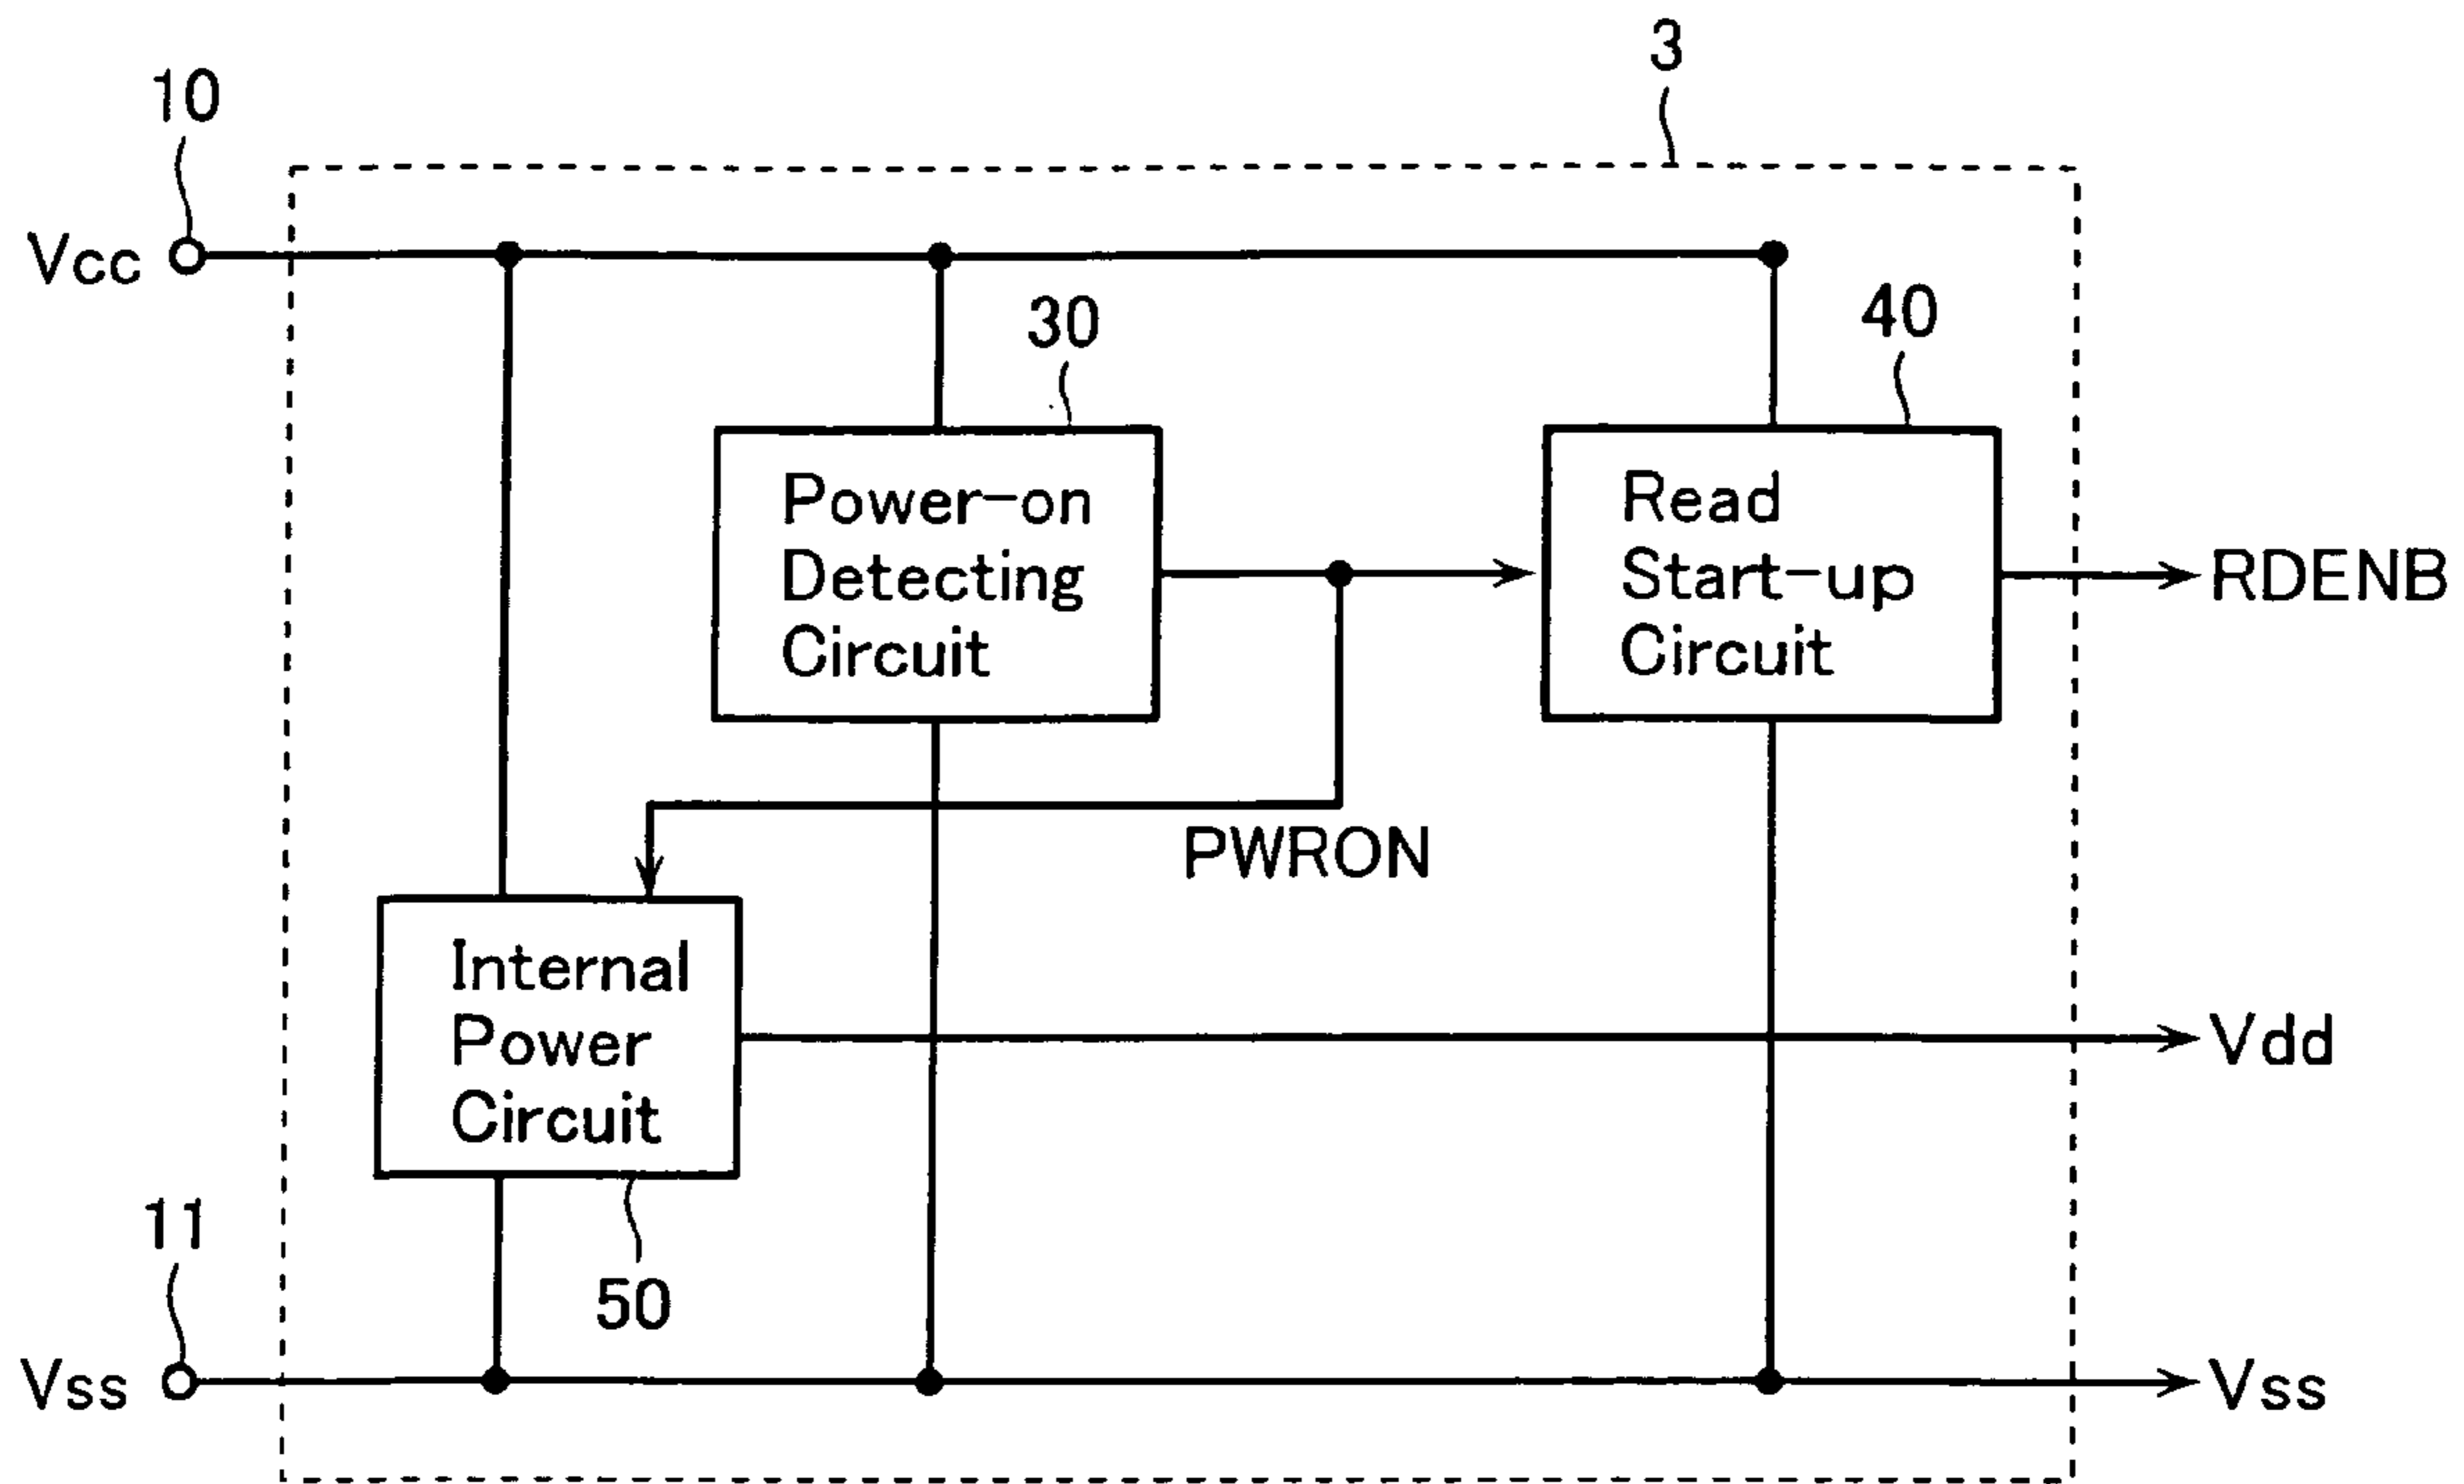 3
10
Vcc
30
40
Power-on
Detecting
Circuit
Read
Start-up
Circuit
RDENB
PWRON
Internal
Power
Circuit
Vdd
11
50
Vss
Vss